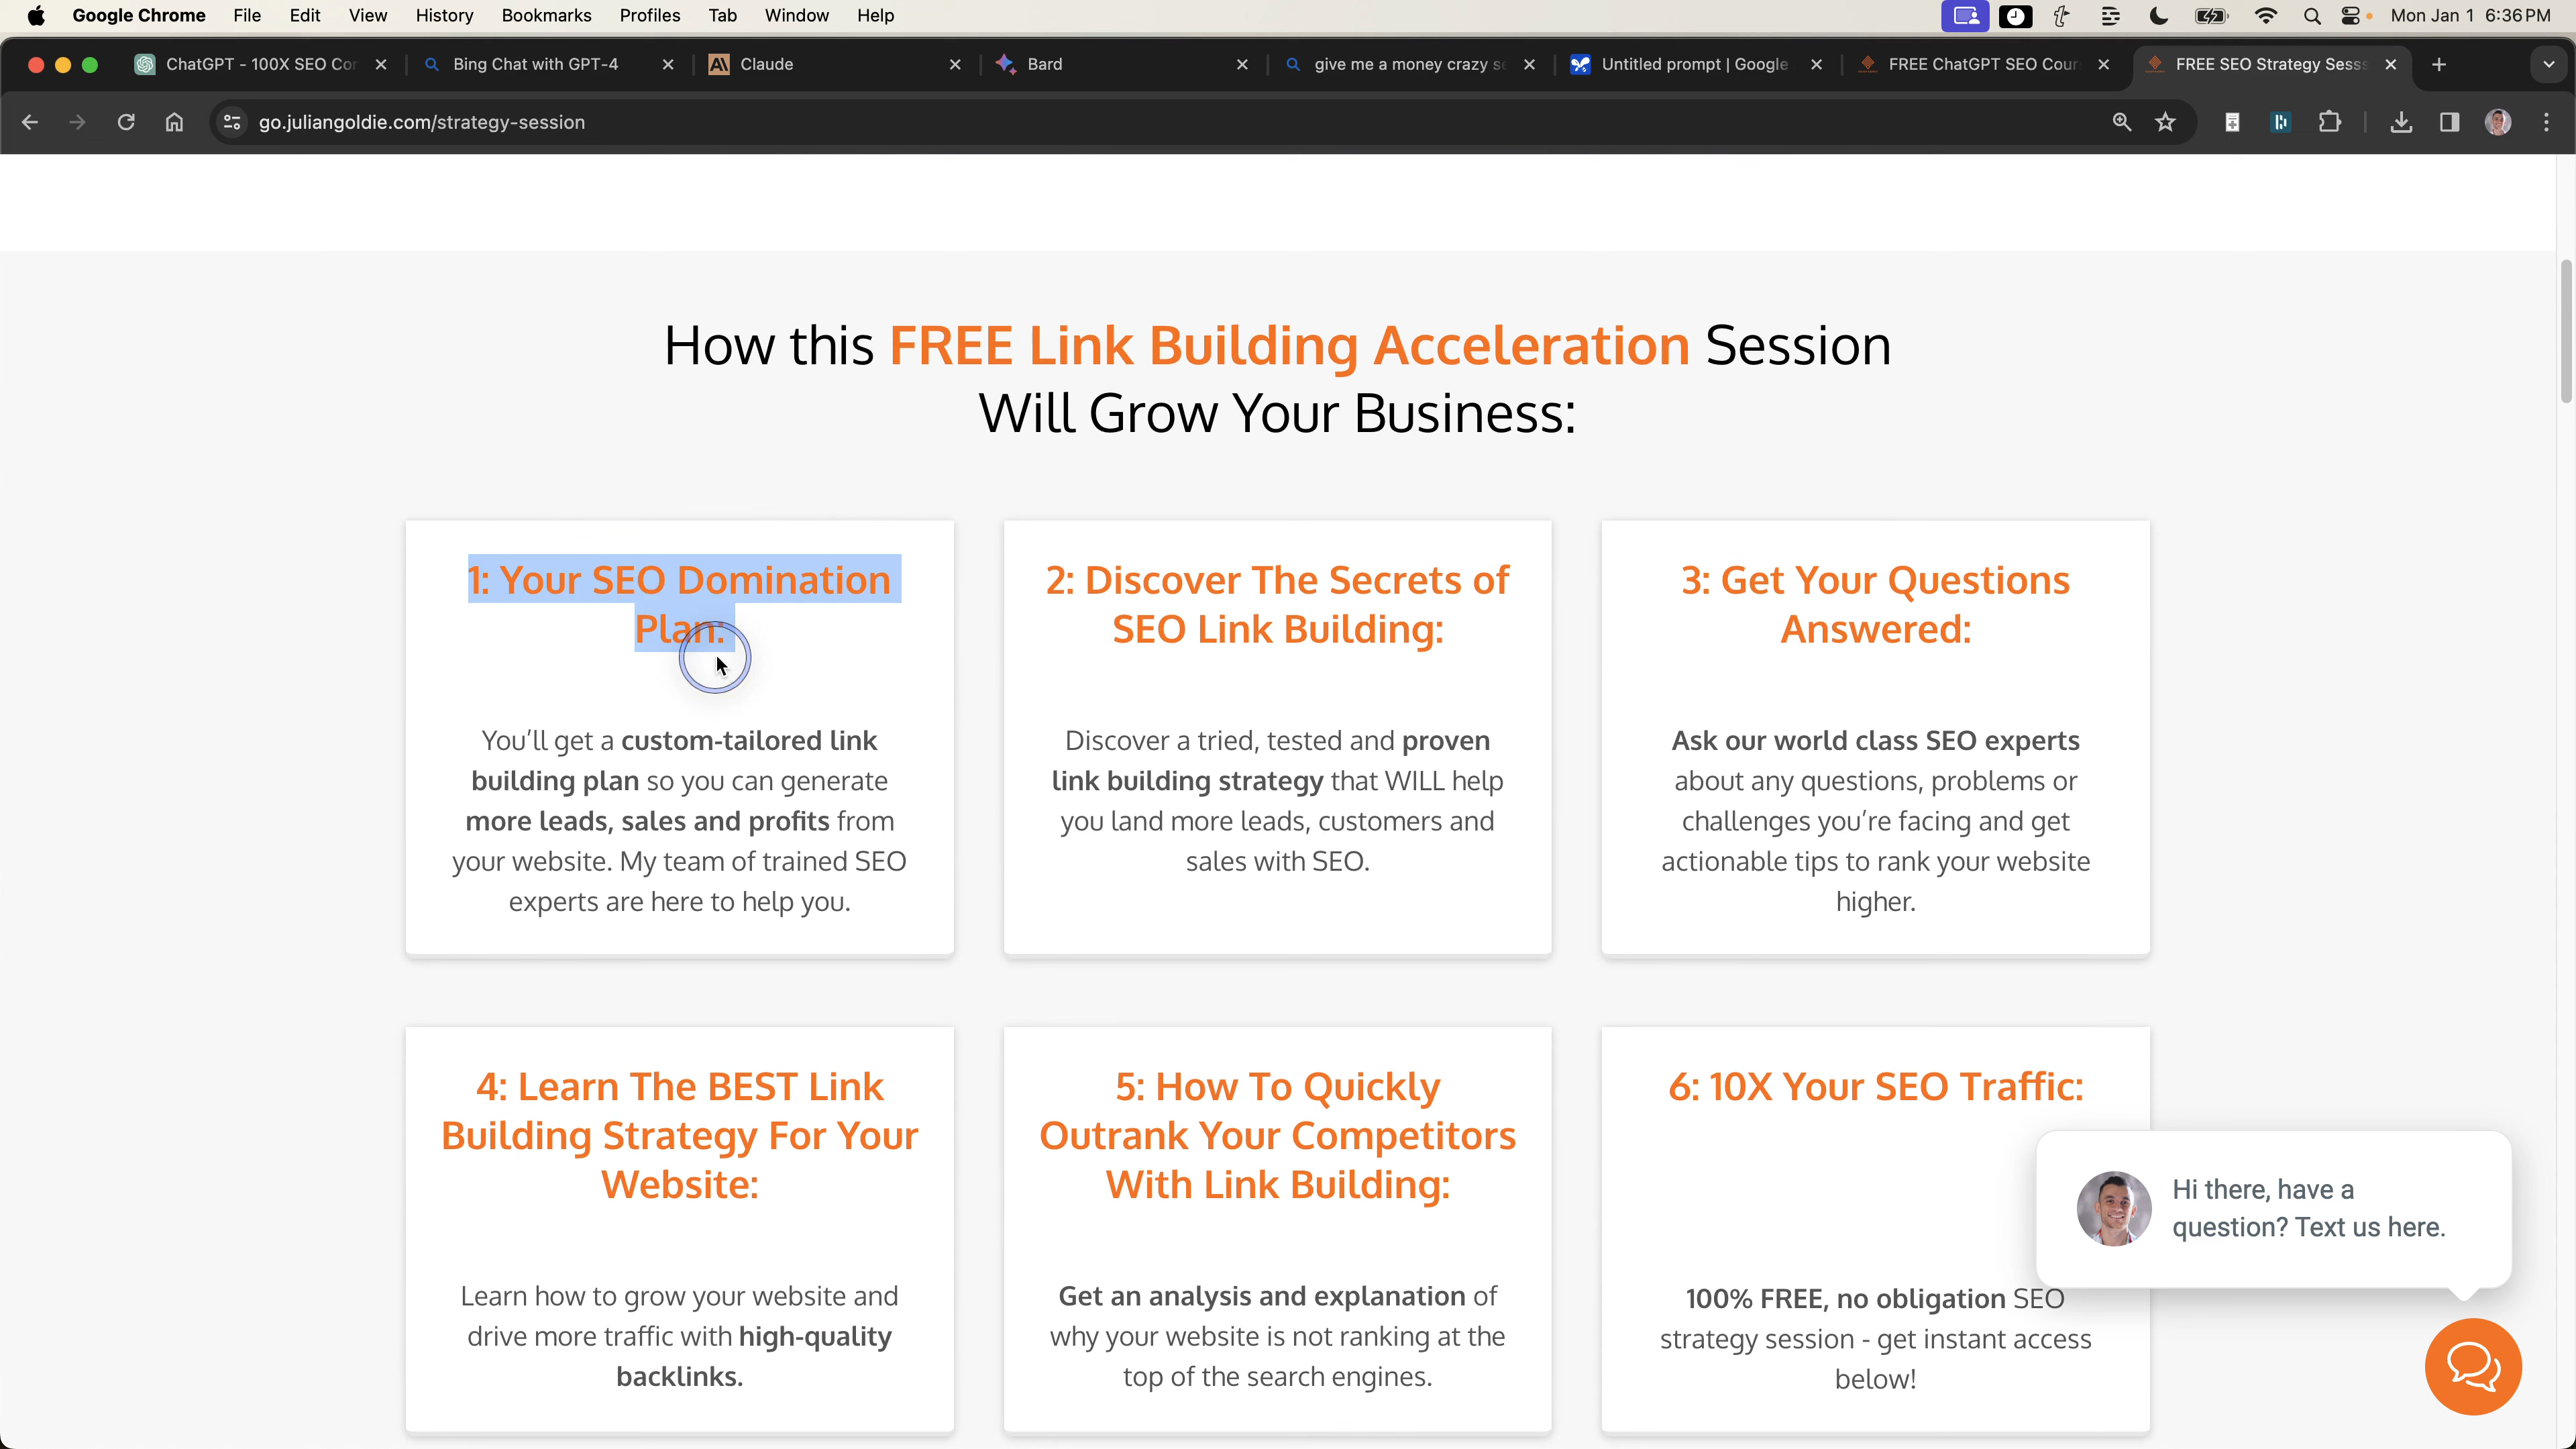 Google Chrome File Edit View History Bookmarks Profiles Tab Window Help Mon Jan 1 6:36 PM
ChatGPT - 100X SEO Cor Bing Chat with GPT-4 Claude Bard give me a money crazy se Untitled prompt | Google FREE ChatGPT SEO Cour FREE SEO Strategy Sess
go.juliangoldie.com/strategy-session
How this FREE Link Building Acceleration Session
Will Grow Your Business:
1: Your SEO Domination
Plan:
You'll get a custom-tailored link
building plan so you can generate
more leads, sales and profits from
your website. My team of trained SEO
experts are here to help you.
2: Discover The Secrets of
SEO Link Building:
Discover a tried, tested and proven
link building strategy that WILL help
you land more leads, customers and
sales with SEO.
3: Get Your Questions
Answered:
Ask our world class SEO experts
about any questions, problems or
challenges you're facing and get
actionable tips to rank your website
higher.
4: Learn The BEST Link
Building Strategy For Your
Website:
Learn how to grow your website and
drive more traffic with high-quality
backlinks.
5: How To Quickly
Outrank Your Competitors
With Link Building:
Get an analysis and explanation of
why your website is not ranking at the
top of the search engines.
6: 10X Your SEO Traffic:
100% FREE, no obligation SEO
strategy session - get instant access
below!
Hi there, have a
question? Text us here.